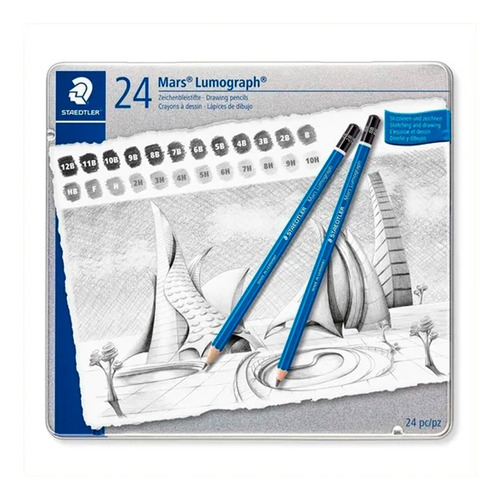 STAEDTLER
24
Mars® Lumograph®
Zeichenbleistifte · Drawing pencils
Crayons à dessin · Lápices de dibujo
Skizzieren und zeichnen
Sketching and drawing
Esquisse et dessin
Diseño y dibujo
12B 11B 10B 9B 8B 7B 6B 5B 4B 3B 2B B
HB F H 2H 3H 4H 5H 6H 7H 8H 9H 10H
STAEDTLER Mars Lumograph
STAEDTLER Mars Lumograph
24 pc/pz